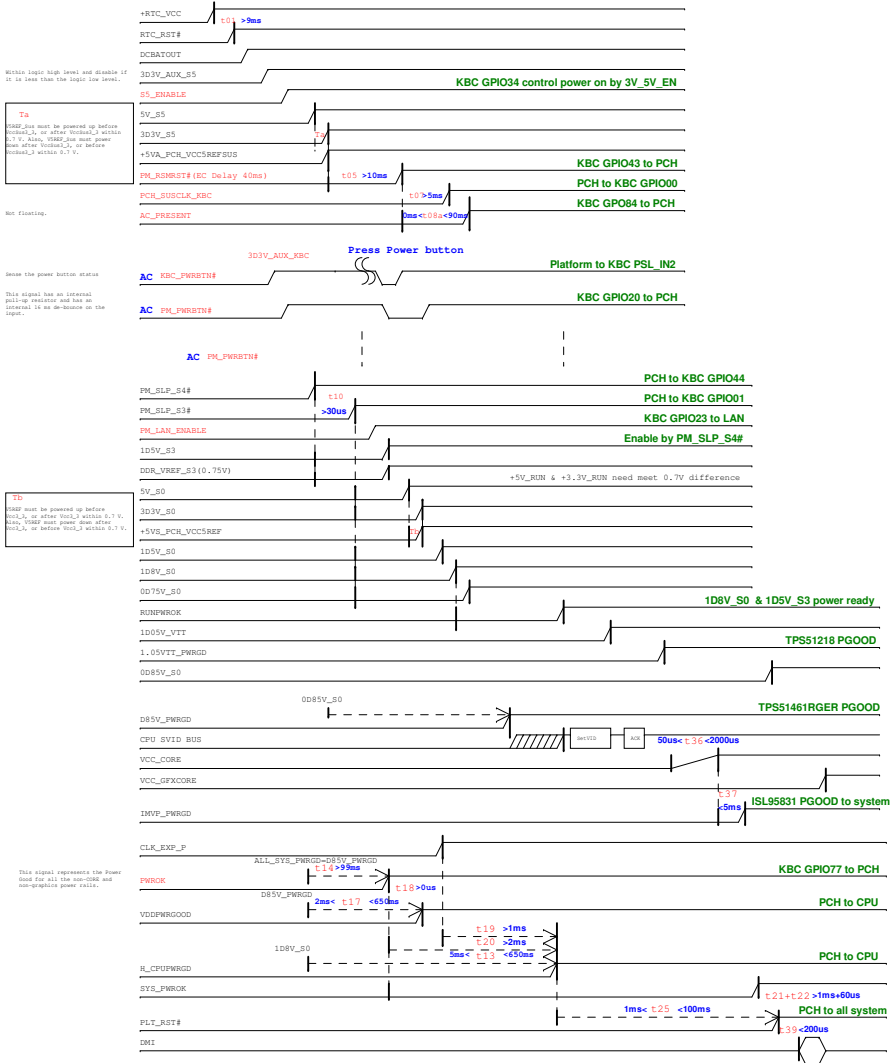 +RTC_VCC
t01 >9ms
RTC_RST#
DCBATOUT
Within logic high level and disable if
it is less than the logic low level.
3D3V_AUX_S5
KBC GPIO34 control power on by 3V_5V_EN
S5_ENABLE
Ta
V5REF_Sus must be powered up before
VccSus3_3, or after VccSus3_3 within
0.7 V. Also, V5REF_Sus must power
down after VccSus3_3, or before
VccSus3_3 within 0.7 V.
5V_S5
3D3V_S5
Ta
+5VA_PCH_VCC5REFSUS
KBC GPIO43 to PCH
PM_RSMRST#(EC Delay 40ms)
t05 >10ms
PCH to KBC GPIO00
PCH_SUSCLK_KBC
t07 >5ms
KBC GPO84 to PCH
Not floating.
AC_PRESENT
0ms< t08a <90ms
Press Power button
3D3V_AUX_KBC
Platform to KBC PSL_IN2
Sense the power button status
AC KBC_PWRBTN#
This signal has an internal
pull-up resistor and has an
internal 16 ms de-bounce on the
input.
KBC GPIO20 to PCH
AC PM_PWRBTN#
AC PM_PWRBTN#
PCH to KBC GPIO44
PM_SLP_S4#
t10
PCH to KBC GPIO01
PM_SLP_S3#
>30us
KBC GPIO23 to LAN
PM_LAN_ENABLE
Enable by PM_SLP_S4#
1D5V_S3
DDR_VREF_S3(0.75V)
+5V_RUN & +3.3V_RUN need meet 0.7V difference
5V_S0
Tb
V5REF must be powered up before
Vcc3_3, or after Vcc3_3 within 0.7 V.
Also, V5REF must power down after
Vcc3_3, or before Vcc3_3 within 0.7 V.
3D3V_S0
+5VS_PCH_VCC5REF
Tb
1D5V_S0
1D8V_S0
0D75V_S0
1D8V_S0 & 1D5V_S3 power ready
RUNPWROK
1D05V_VTT
TPS51218 PGOOD
1.05VTT_PWRGD
0D85V_S0
0D85V_S0
TPS51461RGER PGOOD
D85V_PWRGD
CPU SVID BUS
SetVID
ACK
50us< t36 <2000us
VCC_CORE
VCC_GFXCORE
t37
<5ms
ISL95831 PGOOD to system
IMVP_PWRGD
CLK_EXP_P
ALL_SYS_PWRGD=D85V_PWRGD
t14 >99ms
KBC GPIO77 to PCH
This signal represents the Power
Good for all the non-CORE and
non-graphics power rails.
PWROK
t18 >0us
D85V_PWRGD
2ms< t17 <650ms
PCH to CPU
VDDPWRGOOD
t19 >1ms
t20 >2ms
1D8V_S0
5ms< t13 <650ms
PCH to CPU
H_CPUPWRGD
SYS_PWROK
t21+t22 >1ms+60us
1ms< t25 <100ms
PCH to all system
PLT_RST#
t39 <200us
DMI